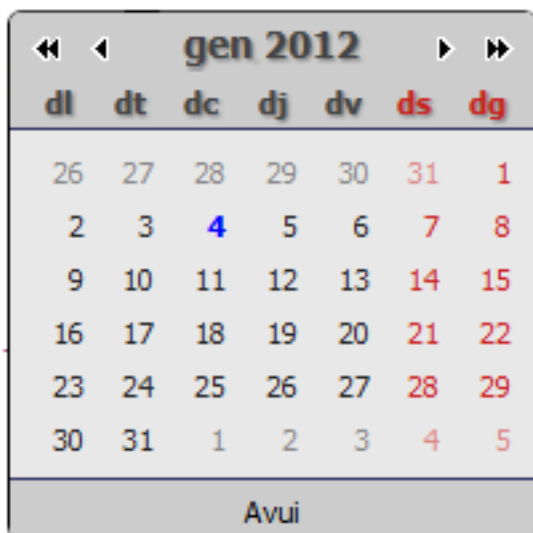 gen 2012
dl dt dc dj dv ds dg
26 27 28 29 30 31 1
2 3 4 5 6 7 8
9 10 11 12 13 14 15
16 17 18 19 20 21 22
23 24 25 26 27 28 29
30 31 1 2 3 4 5
Avui